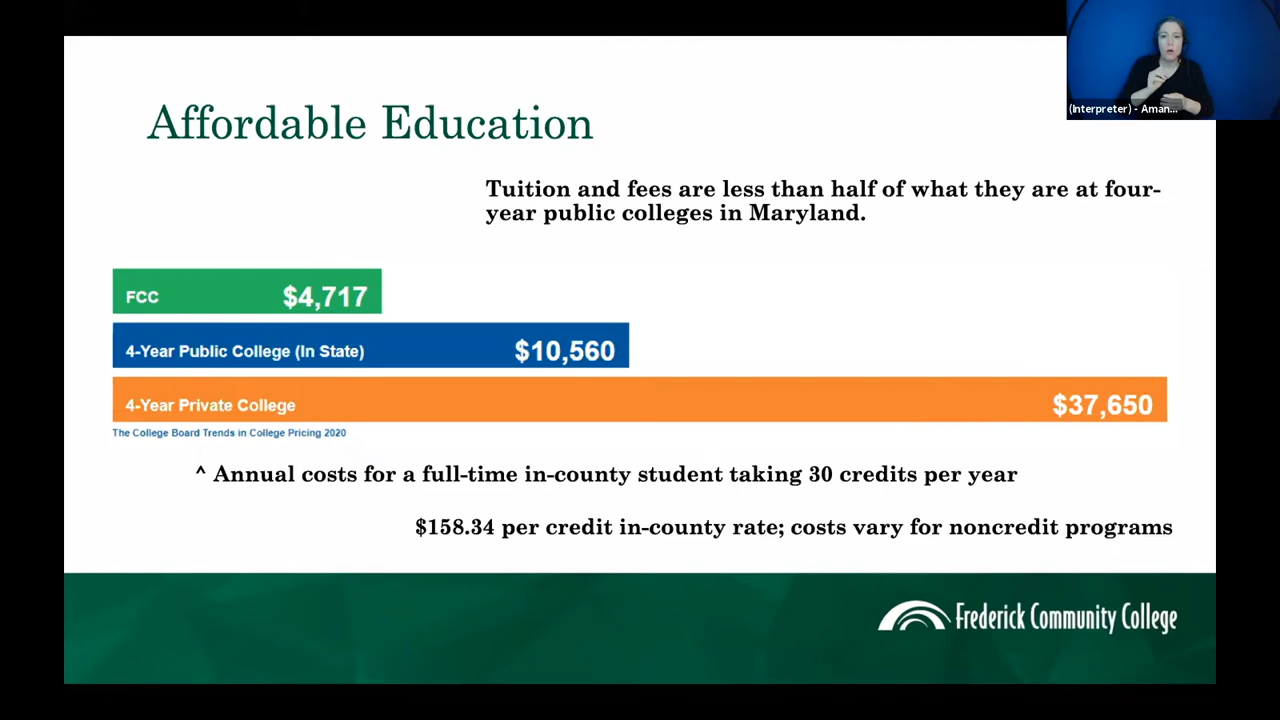 (Interpreter) - Aman...
Affordable Education
Tuition and fees are less than half of what they are at four-
year public colleges in Maryland.
FCC $4,717
4-Year Public College (In State) $10,560
4-Year Private College $37,650
The College Board Trends in College Pricing 2020
^ Annual costs for a full-time in-county student taking 30 credits per year
$158.34 per credit in-county rate; costs vary for noncredit programs
Frederick Community College